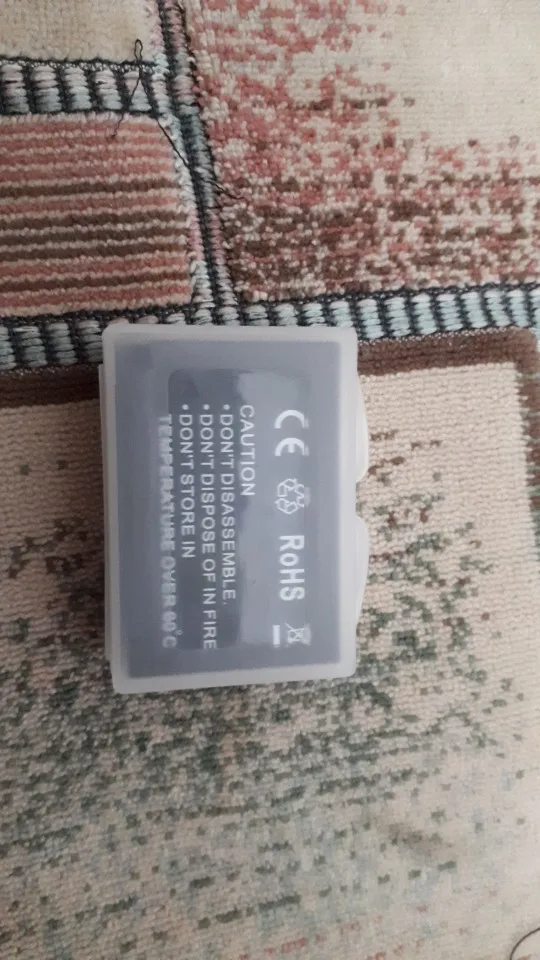 CE RoHS
CAUTION
•DON'T DISASSEMBLE.
•DON'T DISPOSE OF IN FIRE
•DON'T STORE IN
TEMPERATURE OVER 60°C